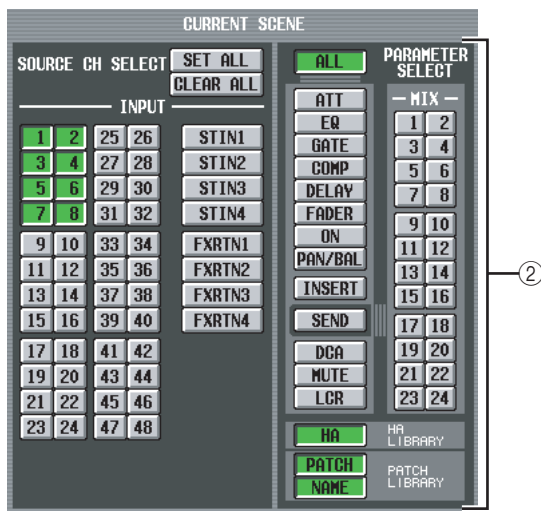 CURRENT SCENE
SOURCE CH SELECT
SET ALL
CLEAR ALL
INPUT
1 2 25 26 STIN1
3 4 27 28 STIN2
5 6 29 30 STIN3
7 8 31 32 STIN4
9 10 33 34 FXRTN1
11 12 35 36 FXRTN2
13 14 37 38 FXRTN3
15 16 39 40 FXRTN4
17 18 41 42
19 20 43 44
21 22 45 46
23 24 47 48
ALL
PARAMETER
SELECT
ATT
EQ
GATE
COMP
DELAY
FADER
ON
PAN/BAL
INSERT
SEND
DCA
MUTE
LCR
MIX
1 2
3 4
5 6
7 8
9 10
11 12
13 14
15 16
17 18
19 20
21 22
23 24
HA
HA
LIBRARY
PATCH
NAME
PATCH
LIBRARY
②